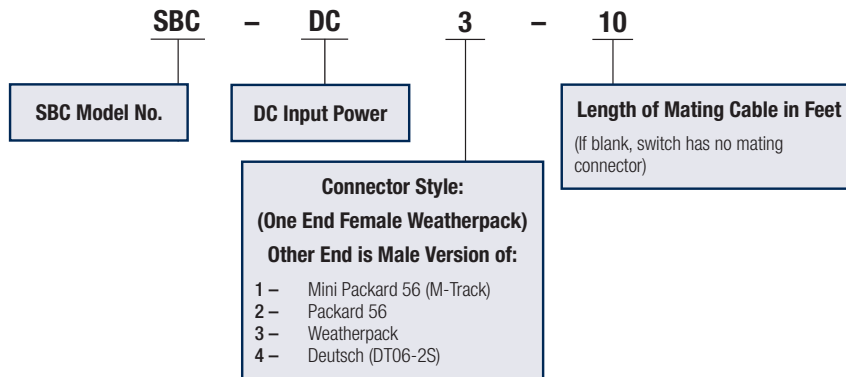 SBC – DC 3 – 10
SBC Model No.
DC Input Power
Length of Mating Cable in Feet
(If blank, switch has no mating
connector)
Connector Style:
(One End Female Weatherpack)
Other End is Male Version of:
1 – Mini Packard 56 (M-Track)
2 – Packard 56
3 – Weatherpack
4 – Deutsch (DT06-2S)